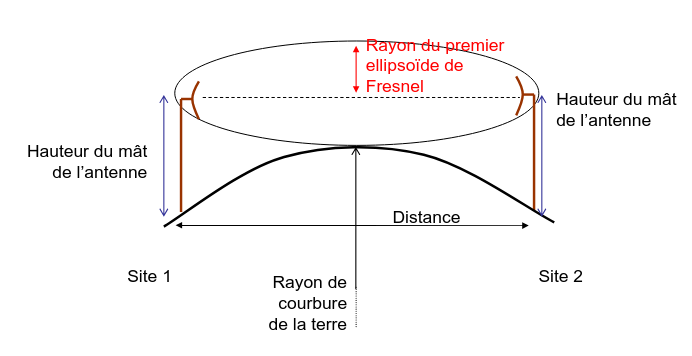 Rayon du premier
ellipsoïde de
Fresnel
Hauteur du mât
de l’antenne
Hauteur du mât
de l’antenne
Distance
Site 1
Site 2
Rayon de
courbure
de la terre